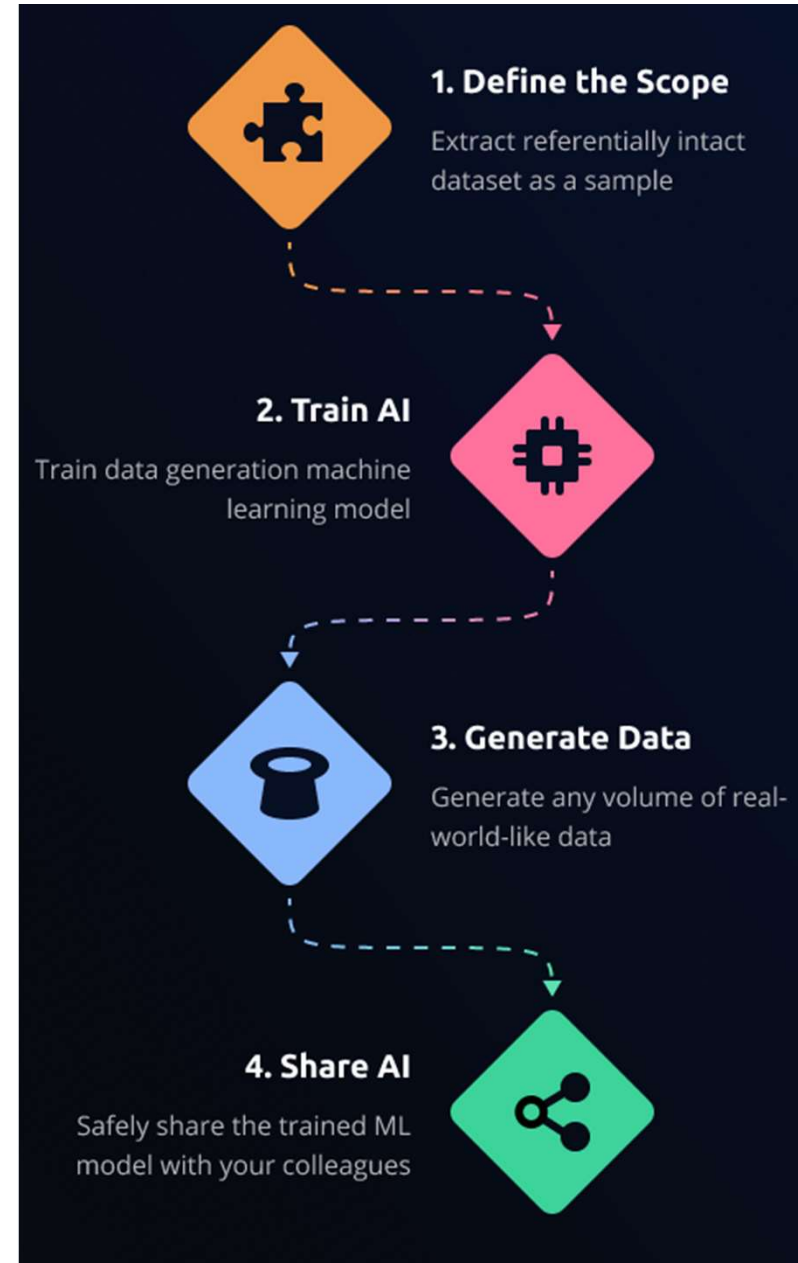 1. Define the Scope
Extract referentially intact
dataset as a sample
2. Train AI
Train data generation machine
learning model
3. Generate Data
Generate any volume of real-
world-like data
4. Share AI
Safely share the trained ML
model with your colleagues